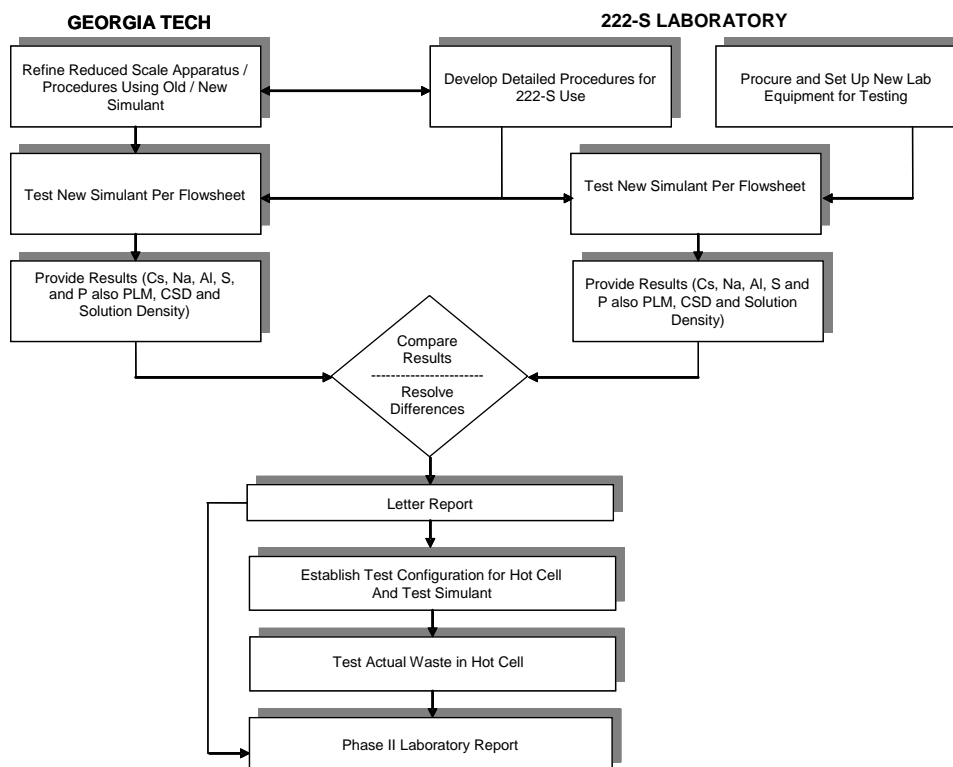 GEORGIA TECH
222-S LABORATORY
Refine Reduced Scale Apparatus /
Procedures Using Old / New
Simulant
Develop Detailed Procedures for
222-S Use
Procure and Set Up New Lab
Equipment for Testing
Test New Simulant Per Flowsheet
Test New Simulant Per Flowsheet
Provide Results (Cs, Na, Al, S,
and P also PLM, CSD and
Solution Density)
Provide Results (Cs, Na, Al, S and
P also PLM, CSD and Solution
Density)
Compare
Results
Resolve
Differences
Letter Report
Establish Test Configuration for Hot Cell
And Test Simulant
Test Actual Waste in Hot Cell
Phase II Laboratory Report